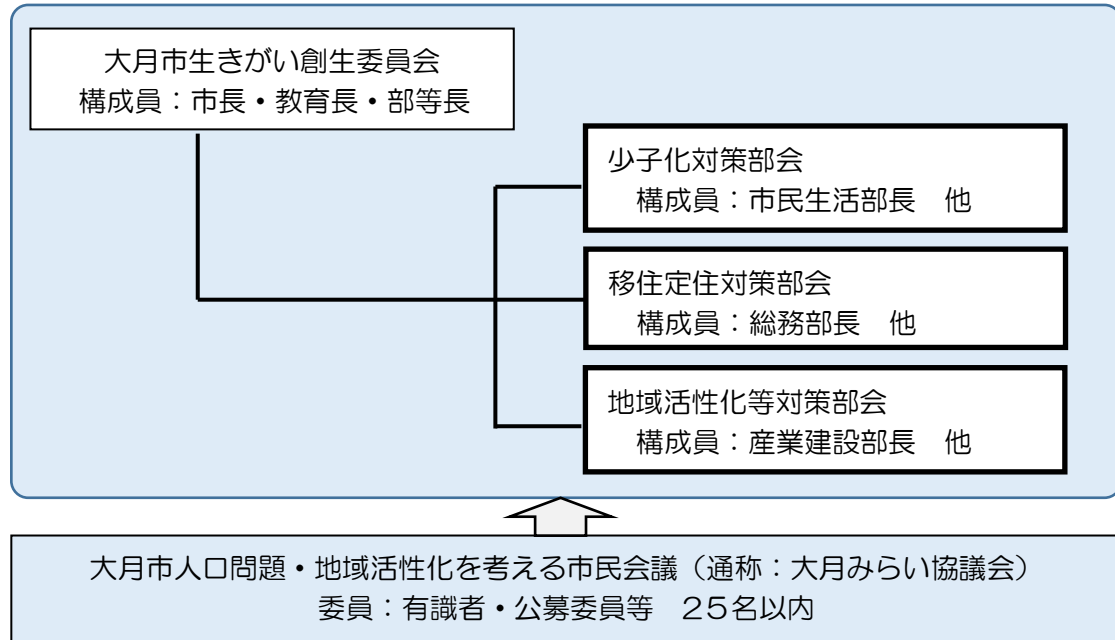 大月市生きがい創生委員会
構成員：市長・教育長・部等長
少子化対策部会
構成員：市民生活部長　他
移住定住対策部会
構成員：総務部長　他
地域活性化等対策部会
構成員：産業建設部長　他
大月市人口問題・地域活性化を考える市民会議（通称：大月みらい協議会）
委員：有識者・公募委員等　２５名以内